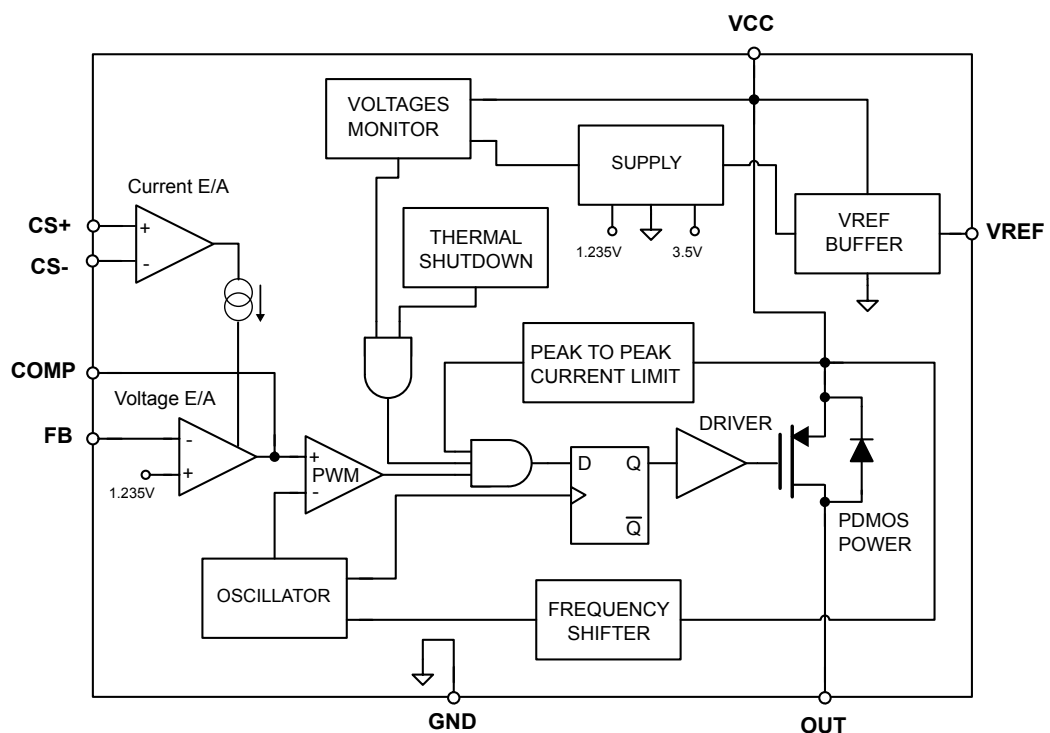 VCC
VOLTAGES
MONITOR
SUPPLY
1.235V
3.5V
VREF
BUFFER
VREF
Current E/A
CS+
+
CS-
-
THERMAL
SHUTDOWN
PEAK TO PEAK
CURRENT LIMIT
COMP
Voltage E/A
FB
-
+
1.235V
+
PWM
-
D
Q
Q
DRIVER
PDMOS
POWER
OSCILLATOR
FREQUENCY
SHIFTER
GND
OUT